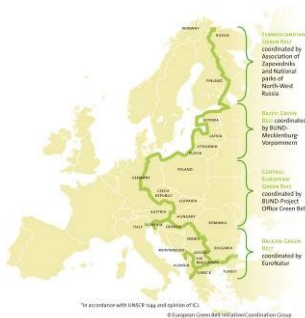 NORWAY
RUSSIA
FINLAND
ESTONIA
LATVIA
LITHUANIA
RUSSIA
POLAND
GERMANY
CZECH
REPUBLIC
SLOVAKIA
AUSTRIA
HUNGARY
SLOVENIA
CROATIA
ITALY
ROMANIA
SERBIA
BULGARIA
MONTENEGRO
KOSOVO*
ALBANIA
GREECE
TURKEY
FENNOSCANDIAN
GREEN BELT
coordinated by
Association of
Zapovedniks
and National
parks of
North-West
Russia
BALTIC GREEN
BELT coordinated
by BUND-
Mecklenburg-
Vorpommern
CENTRAL
EUROPEAN
GREEN BELT
coordinated by
BUND-Project
Office Green Belt
BALKAN GREEN
BELT
coordinated by
EuroNatur
*In accordance with UNSCR 1244 and opinion of ICJ.
© European Green Belt Initiative/Coordination Group